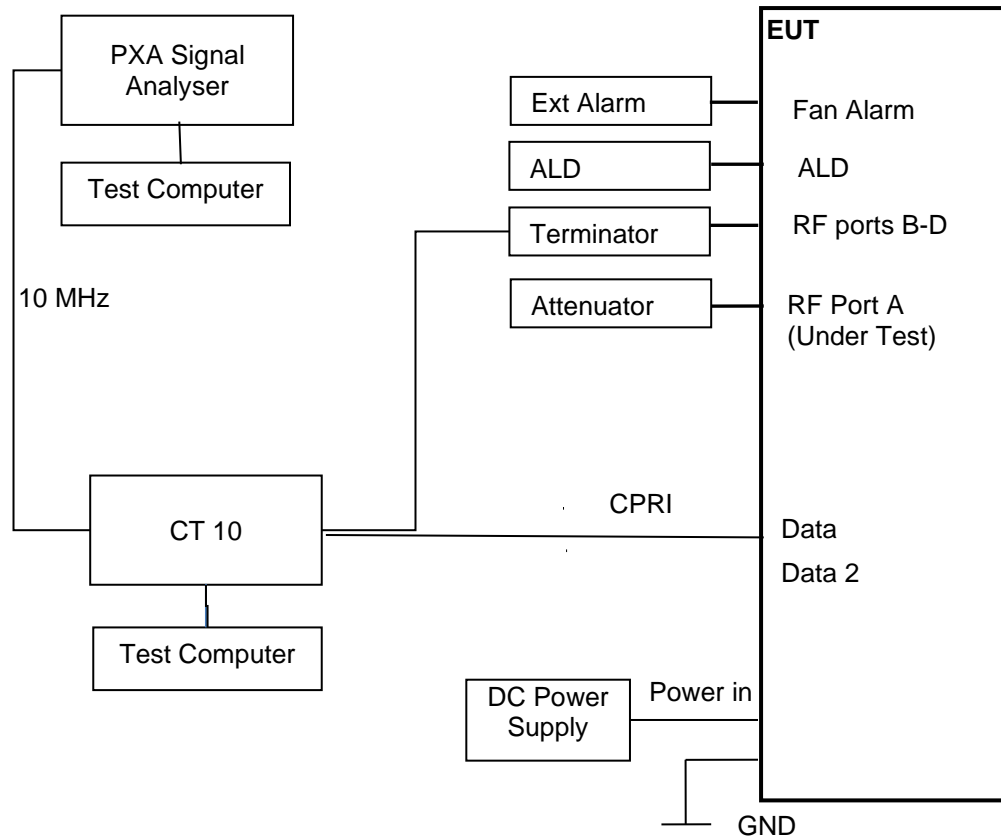 EUT
PXA Signal
Analyser
Ext Alarm
Fan Alarm
Test Computer
ALD
ALD
Terminator
RF ports B-D
10 MHz
Attenuator
RF Port A
(Under Test)
CT 10
CPRI
Data
Data 2
Test Computer
DC Power
Supply
Power in
GND